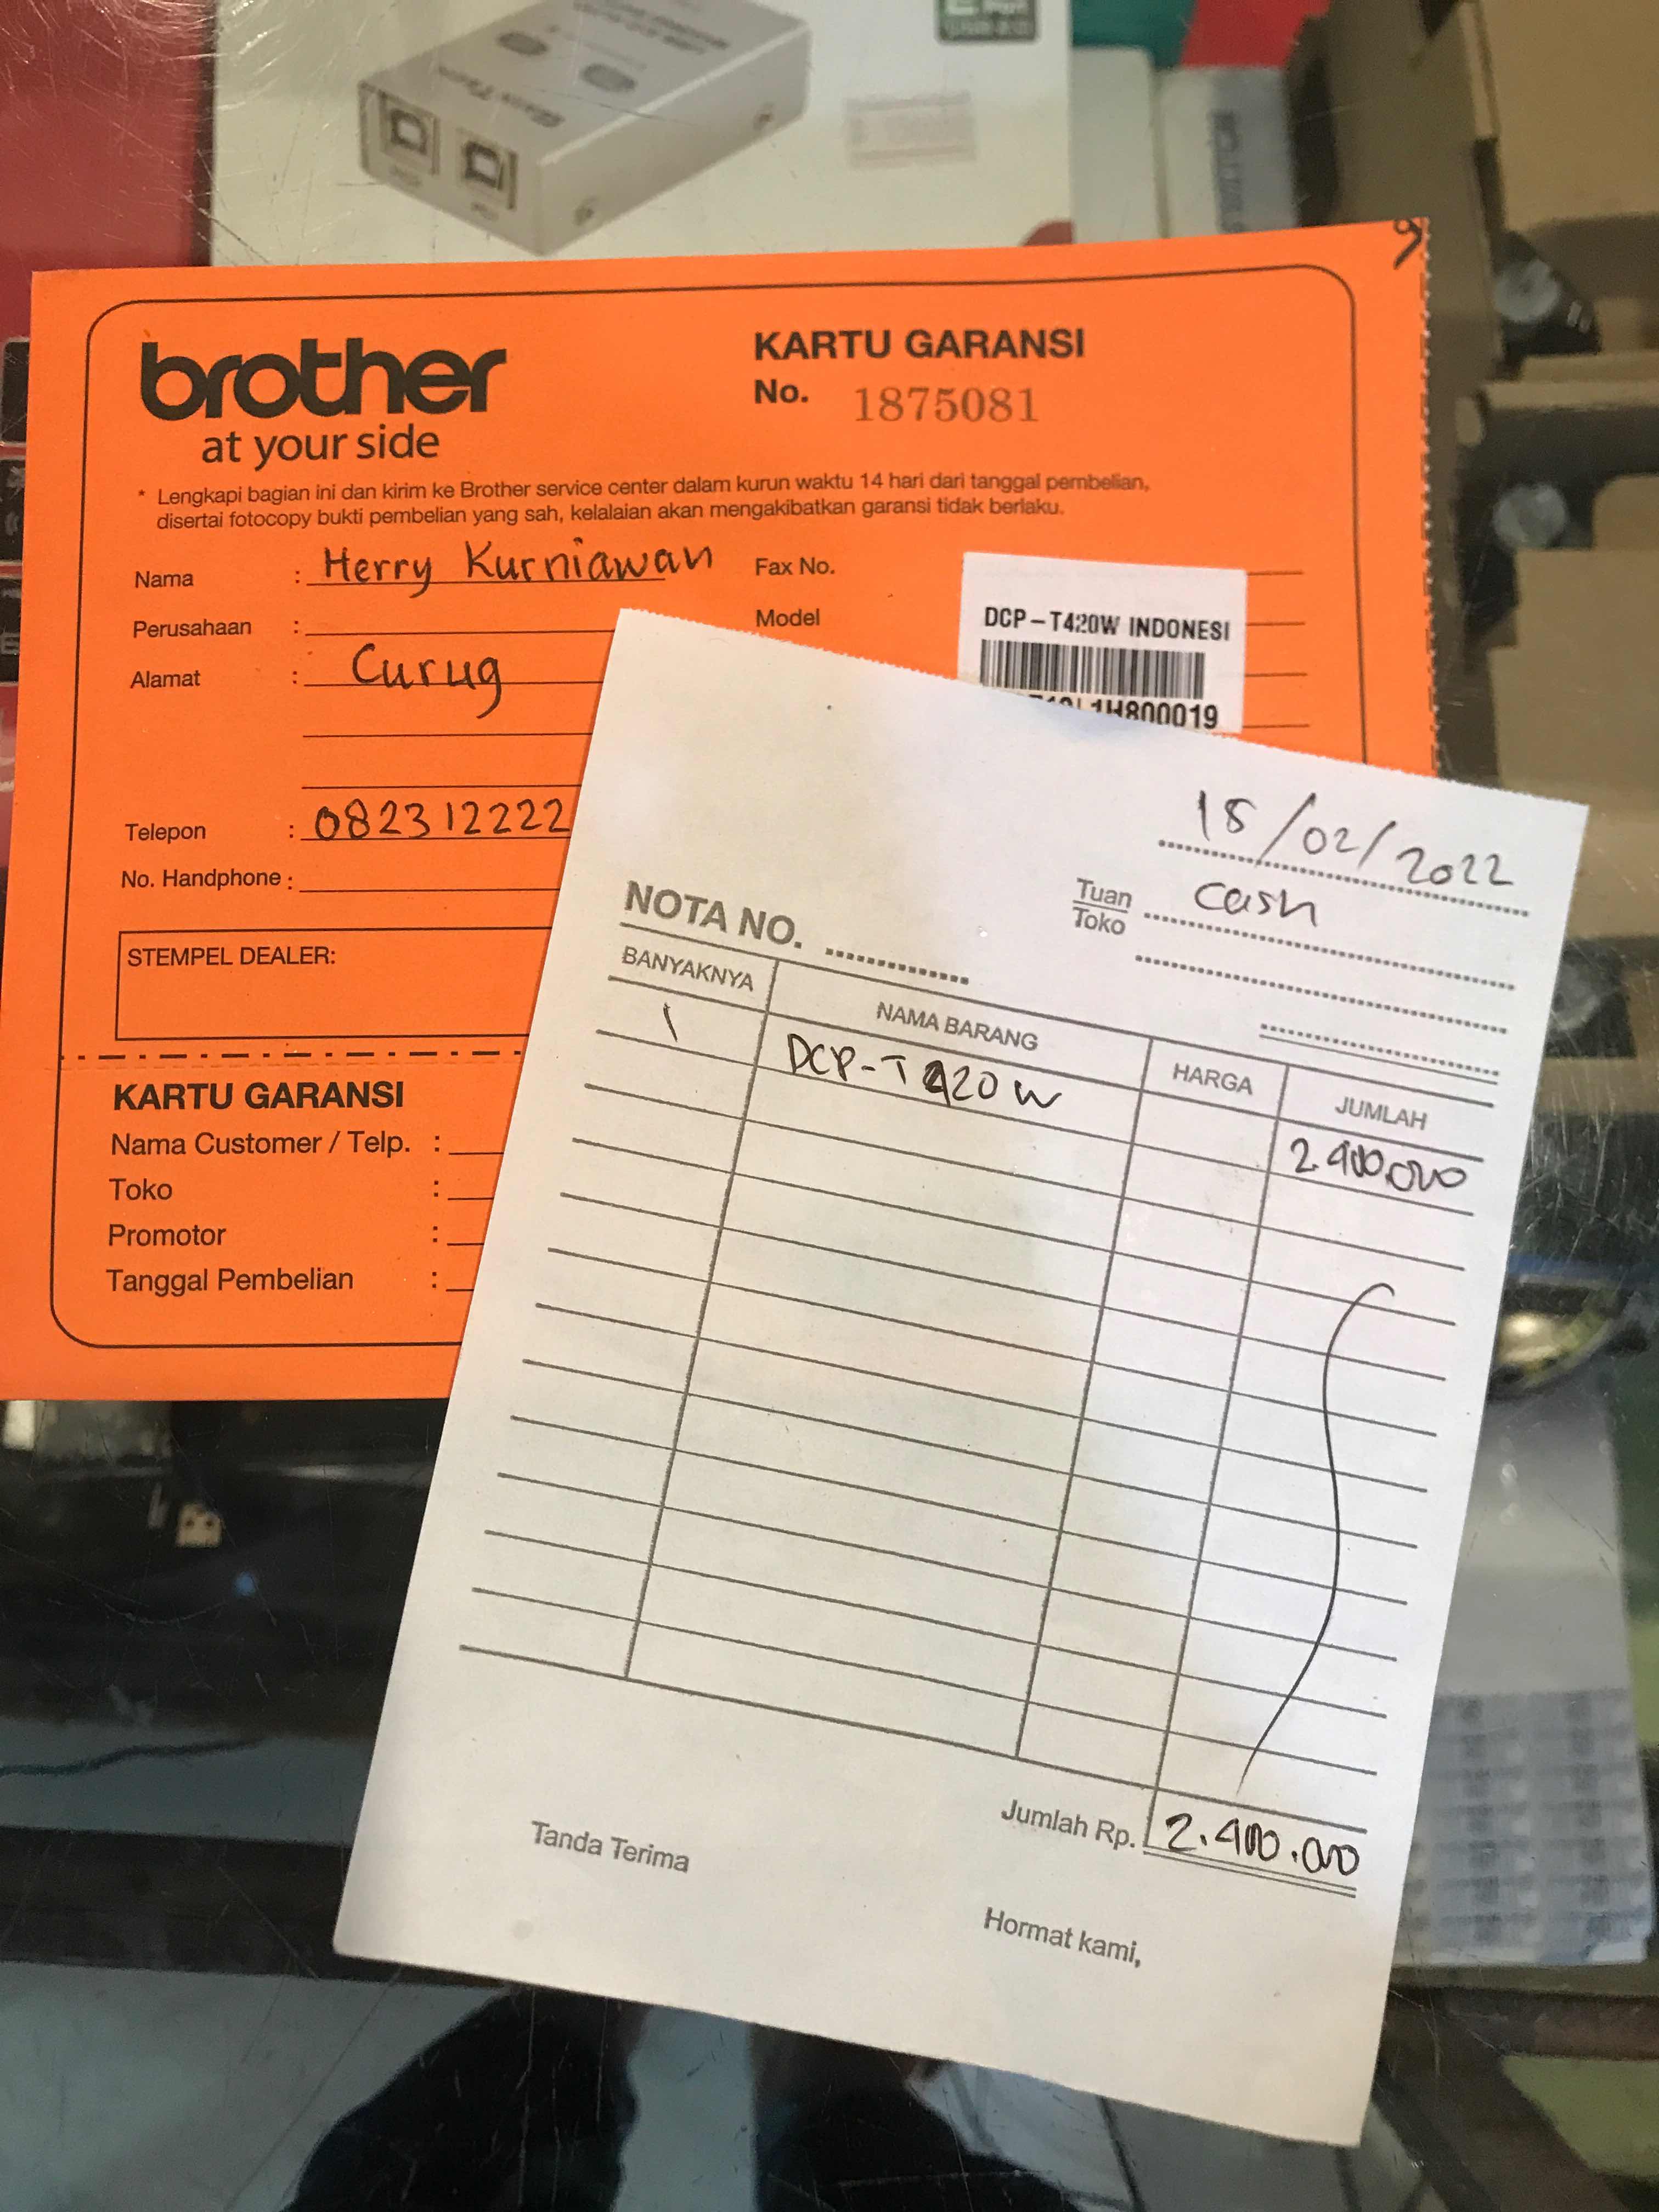 brother
at your side
KARTU GARANSI
No. 1875081
* Lengkapi bagian ini dan kirim ke Brother service center dalam kurun waktu 14 hari dari tanggal pembelian,
disertai fotocopy bukti pembelian yang sah, kelalaian akan mengakibatkan garansi tidak berlaku.
Nama : Herry Kurniawan
Perusahaan :
Alamat : Curug
Telepon : 082312222
No. Handphone :
Fax No.
Model
DCP-T420W INDONESI
1H800019
STEMPEL DEALER:
KARTU GARANSI
Nama Customer / Telp. :
Toko :
Promotor :
Tanggal Pembelian :
18/02/2022
Tuan
Toko
Cash
NOTA NO.
BANYAKNYA NAMA BARANG HARGA JUMLAH
1 DCP-T420W 2.400.000
Jumlah Rp. 2.400.000
Tanda Terima
Hormat kami,